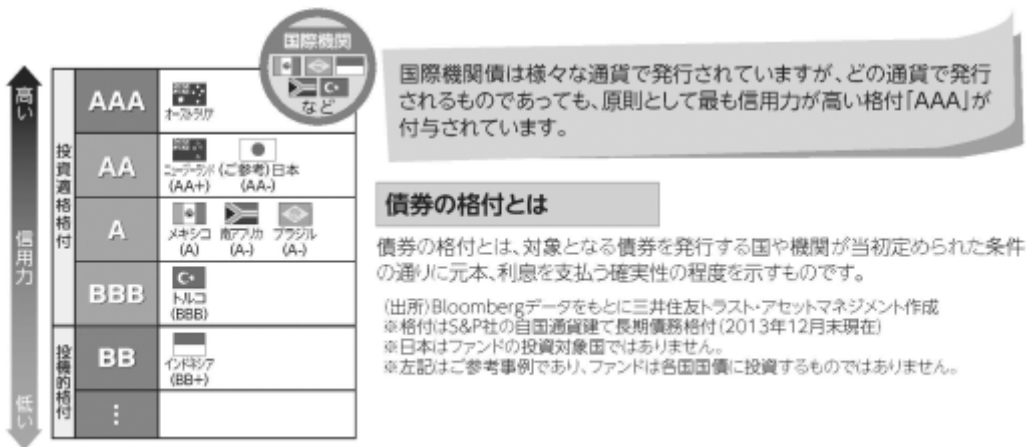 国際機関
など
国際機関債は様々な通貨で発行されていますが、どの通貨で発行
されるものであっても、原則として最も信用力が高い格付「AAA」が
付与されています。
高い
信用力
低い
投資適格格付
投機的格付
AAA
オーストラリア
AA
ニュージーランド (ご参考)日本
(AA+) (AA-)
A
メキシコ 南アフリカ ブラジル
(A) (A-) (A-)
BBB
トルコ
(BBB)
BB
インドネシア
(BB+)
⋮
債券の格付とは
債券の格付とは、対象となる債券を発行する国や機関が当初定められた条件
の通りに元本、利息を支払う確実性の程度を示すものです。
(出所)Bloombergデータをもとに三井住友トラスト・アセットマネジメント作成
※格付はS&P社の自国通貨建て長期債務格付(2013年12月末現在)
※日本はファンドの投資対象国ではありません。
※左記はご参考事例であり、ファンドは各国国債に投資するものではありません。